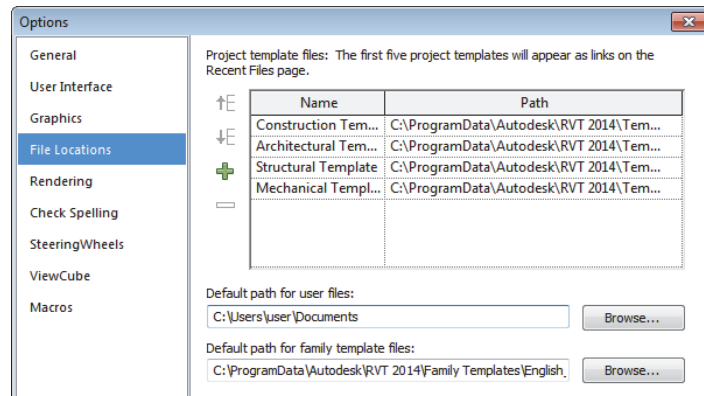 Options
General
User Interface
Graphics
File Locations
Rendering
Check Spelling
SteeringWheels
ViewCube
Macros
Project template files: The first five project templates will appear as links on the
Recent Files page.
Name Path
Construction Tem... C:\ProgramData\Autodesk\RVT 2014\Tem...
Architectural Tem... C:\ProgramData\Autodesk\RVT 2014\Tem...
Structural Template C:\ProgramData\Autodesk\RVT 2014\Tem...
Mechanical Templ... C:\ProgramData\Autodesk\RVT 2014\Tem...
Default path for user files:
C:\Users\user\Documents Browse...
Default path for family template files:
C:\ProgramData\Autodesk\RVT 2014\Family Templates\English_ Browse...